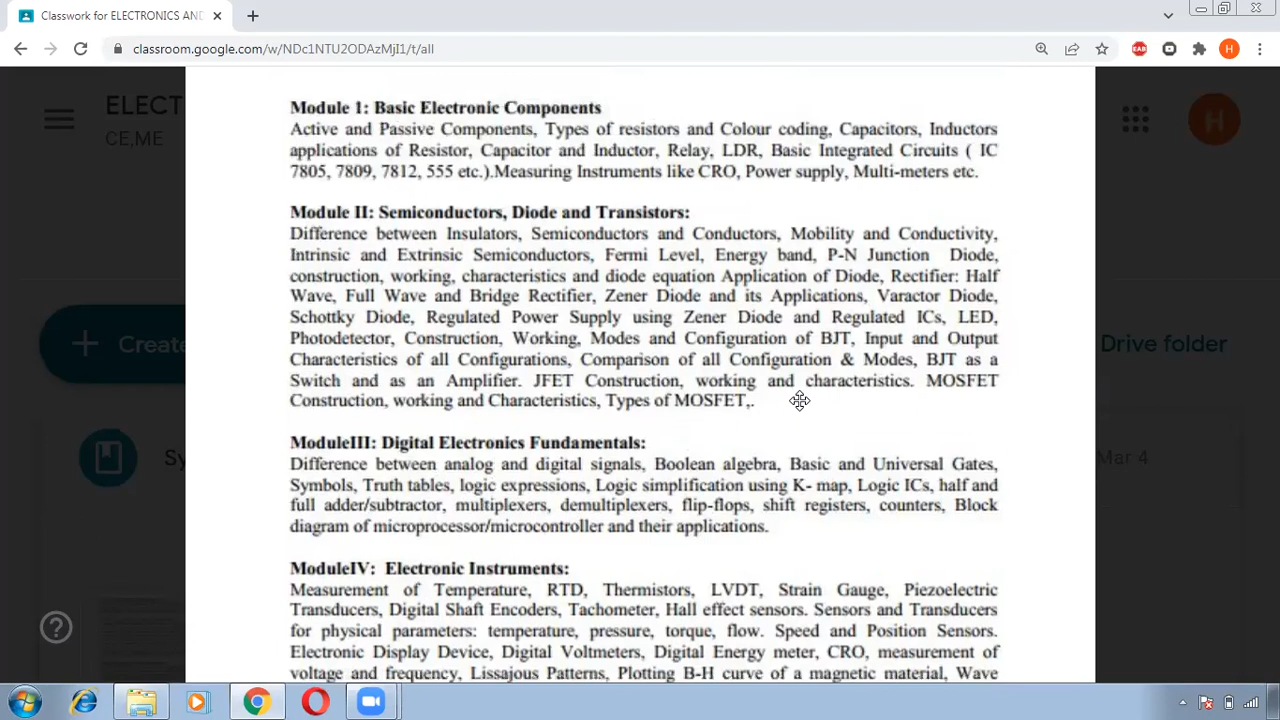 Classwork for ELECTRONICS AND
classroom.google.com/w/NDc1NTU2ODAzMjI1/t/all
EAB
H
ELECT
CE,ME
H
Module 1: Basic Electronic Components
Active and Passive Components, Types of resistors and Colour coding, Capacitors, Inductors
applications of Resistor, Capacitor and Inductor, Relay, LDR, Basic Integrated Circuits ( IC
7805, 7809, 7812, 555 etc.).Measuring Instruments like CRO, Power supply, Multi-meters etc.
Module II: Semiconductors, Diode and Transistors:
Difference between Insulators, Semiconductors and Conductors, Mobility and Conductivity,
Intrinsic and Extrinsic Semiconductors, Fermi Level, Energy band, P-N Junction Diode,
construction, working, characteristics and diode equation Application of Diode, Rectifier: Half
Wave, Full Wave and Bridge Rectifier, Zener Diode and its Applications, Varactor Diode,
Schottky Diode, Regulated Power Supply using Zener Diode and Regulated ICs, LED,
Photodetector, Construction, Working, Modes and Configuration of BJT, Input and Output
Characteristics of all Configurations, Comparison of all Configuration & Modes, BJT as a
Switch and as an Amplifier. JFET Construction, working and characteristics. MOSFET
Construction, working and Characteristics, Types of MOSFET,.
Create
Drive folder
Sy
Mar 4
ModuleIII: Digital Electronics Fundamentals:
Difference between analog and digital signals, Boolean algebra, Basic and Universal Gates,
Symbols, Truth tables, logic expressions, Logic simplification using K- map, Logic ICs, half and
full adder/subtractor, multiplexers, demultiplexers, flip-flops, shift registers, counters, Block
diagram of microprocessor/microcontroller and their applications.
ModuleIV: Electronic Instruments:
Measurement of Temperature, RTD, Thermistors, LVDT, Strain Gauge, Piezoelectric
Transducers, Digital Shaft Encoders, Tachometer, Hall effect sensors. Sensors and Transducers
for physical parameters: temperature, pressure, torque, flow. Speed and Position Sensors.
Electronic Display Device, Digital Voltmeters, Digital Energy meter, CRO, measurement of
voltage and frequency, Lissajous Patterns, Plotting B-H curve of a magnetic material, Wave